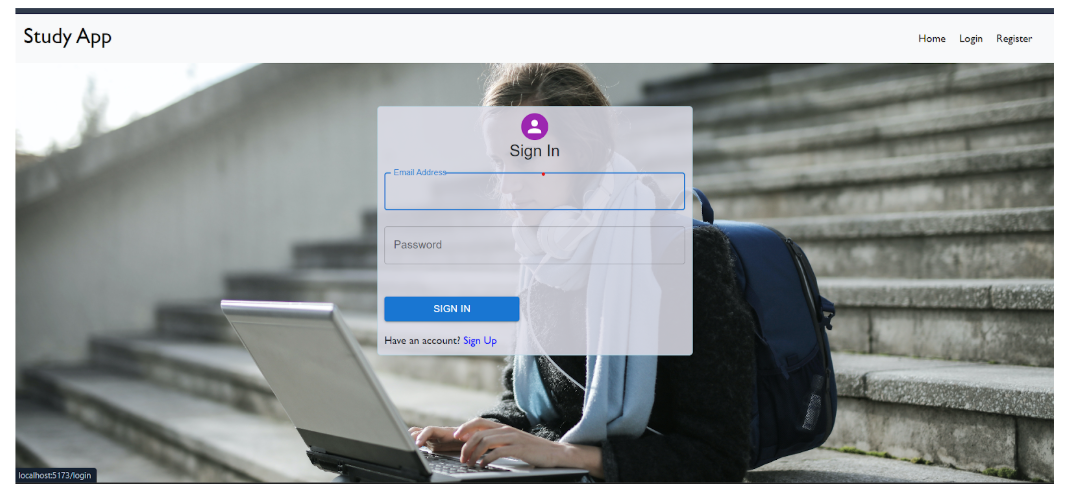 Study App
Home Login Register
Sign In
Email Address
Password
SIGN IN
Have an account? Sign Up
localhost:5173/login